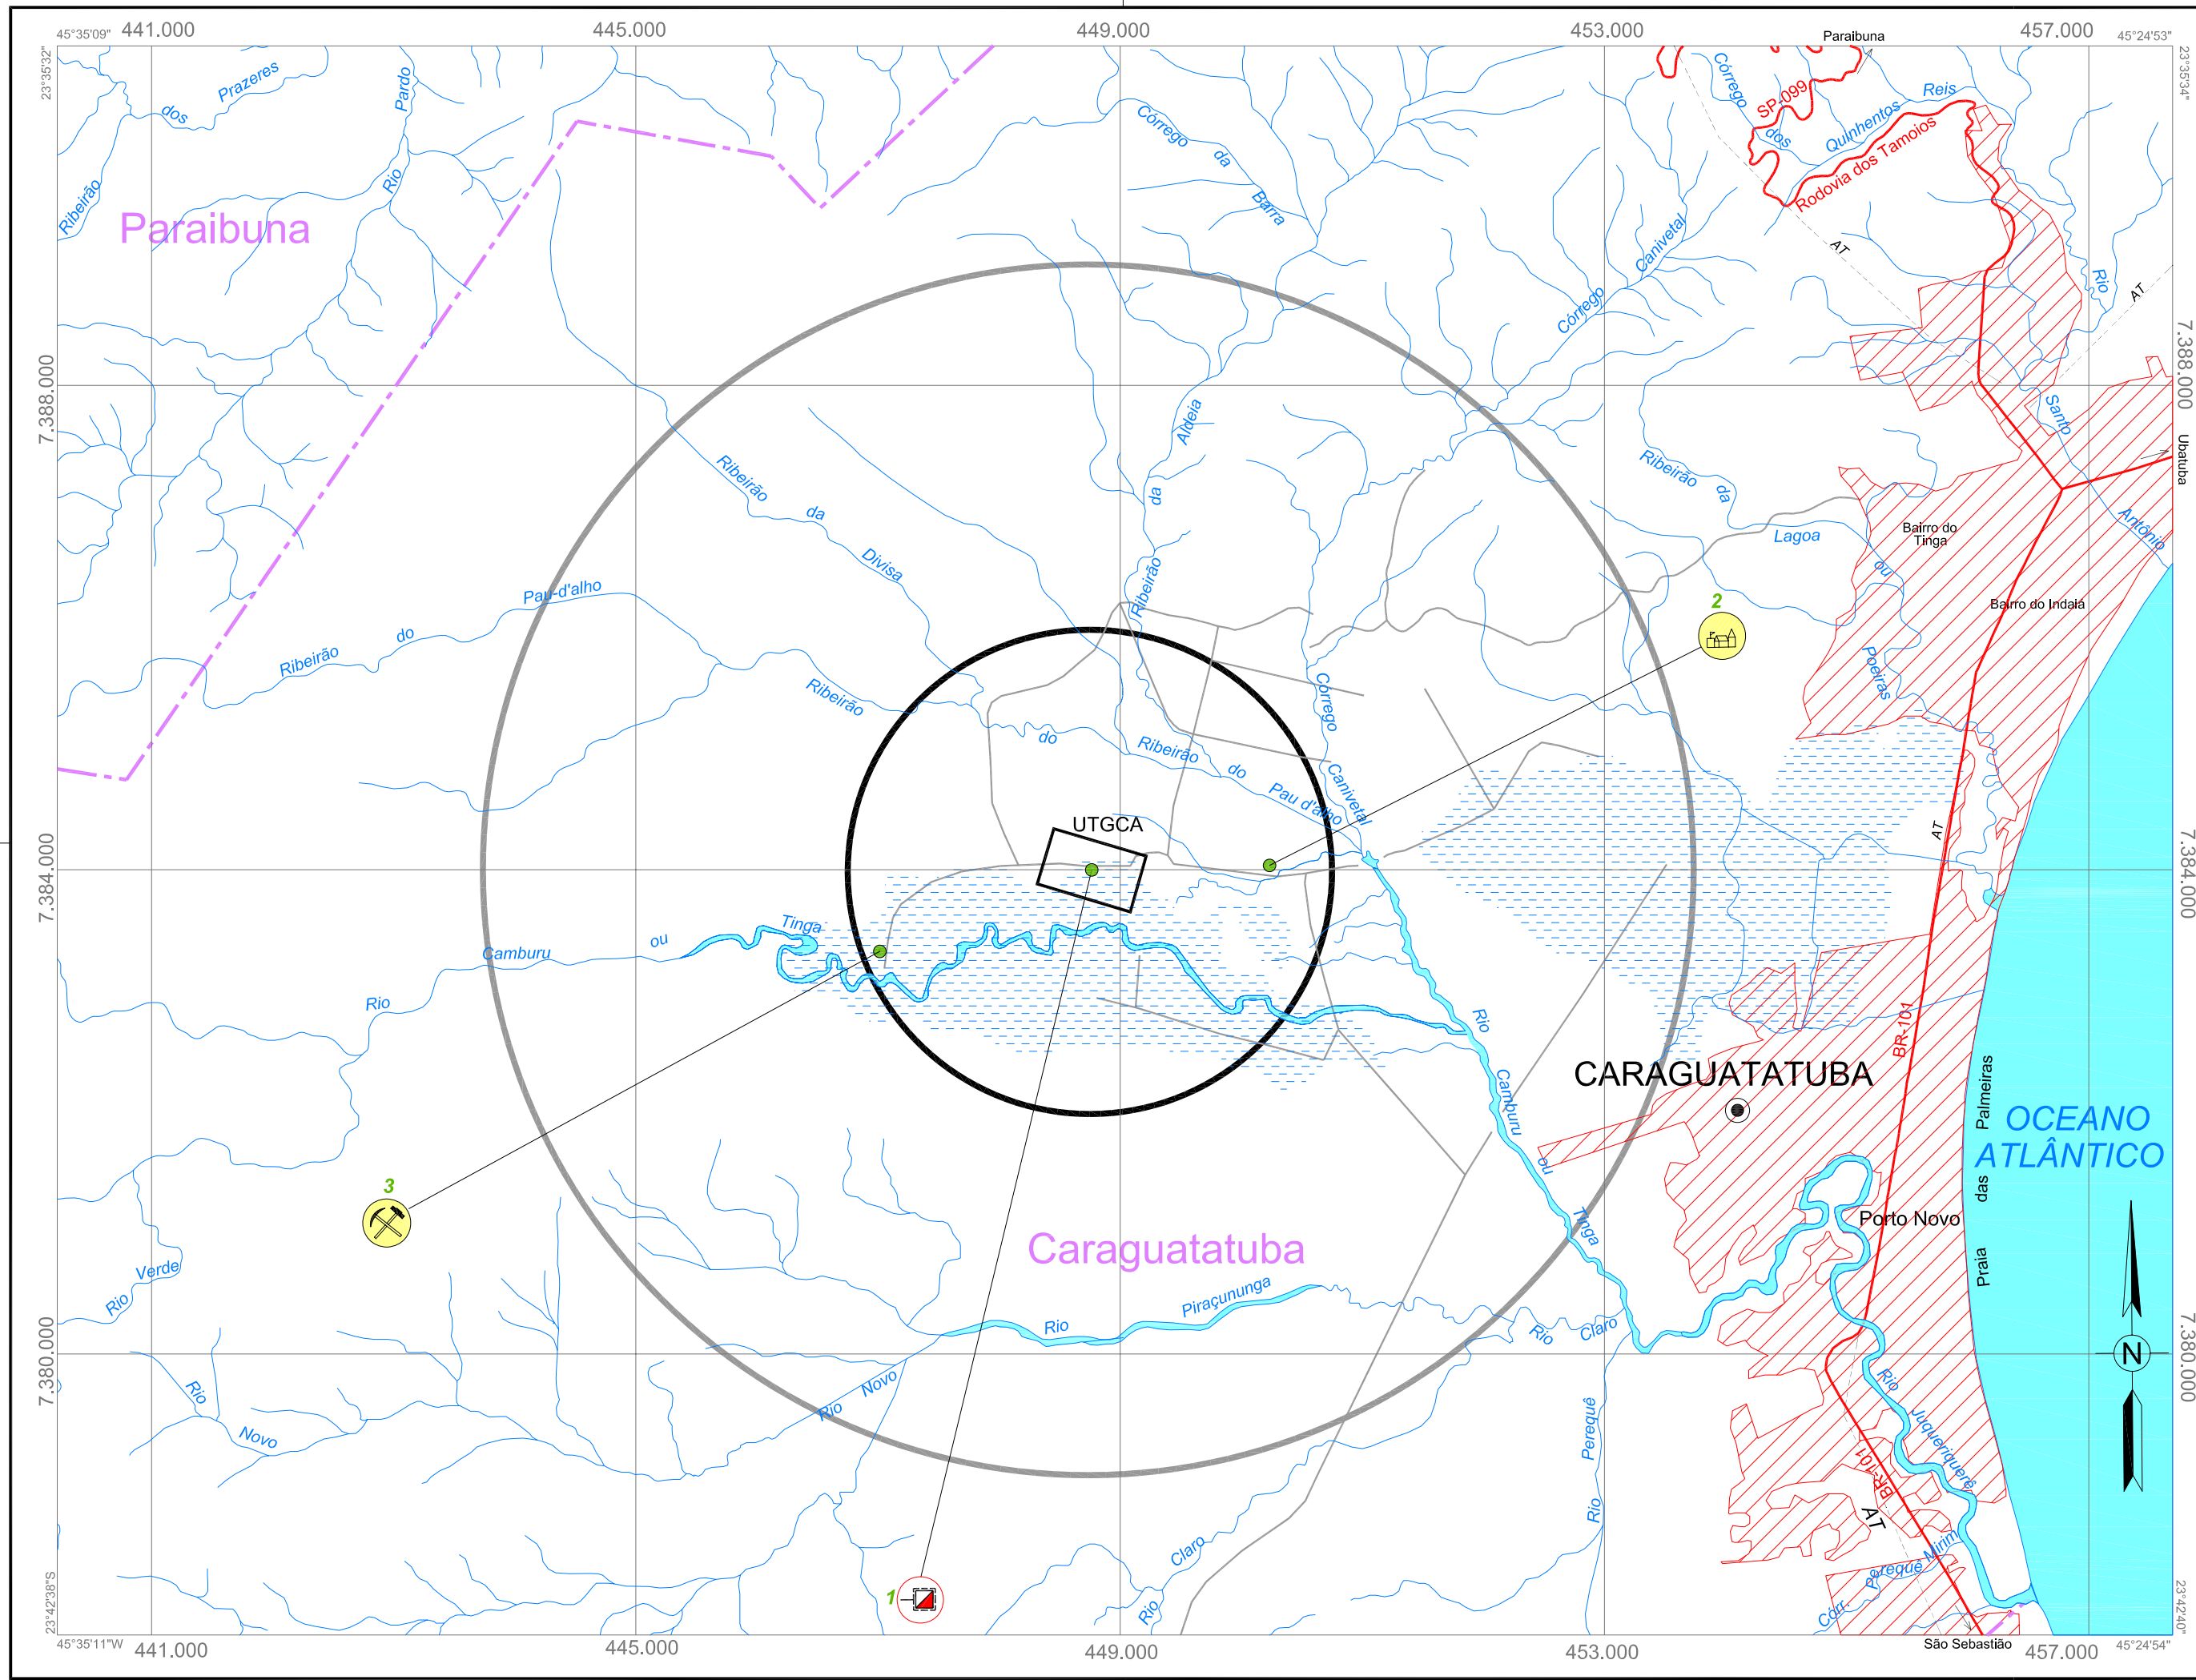 441.000
445.000
449.000
453.000
457.000
45°35'09"
45°24'53"
23°35'32"
23°35'34"
Paraibuna
Ribeirão
dos
Prazeres
Rio
Pardo
Paraibuna
Córrego
da
Barra
Córrego
dos
Quinhentos
Reis
SP-099
Rodovia dos Tamoios
AT
Córrego
Canivetal
Rio
AT
Santo
Antônio
7.388.000
7.388.000
Ubatuba
Ribeirão
da
Divisa
Ribeirão
da
Aldeia
Ribeirão
da
Lagoa
ou
Poeiras
Bairro do
Tinga
Bairro do Indaiá
2
Ribeirão
do
Pau-d'alho
Ribeirão
do
Ribeirão
do
Pau d'alho
Córrego
Canivetal
UTGCA
AT
7.384.000
7.384.000
Rio
Camburu
ou
Tinga
Rio
Camburu
ou
Tinga
CARAGUATATUBA
BR-101
Praia
das
Palmeiras
OCEANO
ATLÂNTICO
3
Caraguatatuba
Porto Novo
Rio
Verde
Rio
Piraçununga
Rio
Claro
N
7.380.000
7.380.000
Rio
Novo
Rio
Novo
Rio
Perequê
Rio
Juqueriquerê
BR-101
AT
Rio
Claro
Córr.
Perequê
Mirim
1
São Sebastião
23°42'38"S
23°42'40"
45°35'11"W
45°24'54"
441.000
445.000
449.000
453.000
457.000